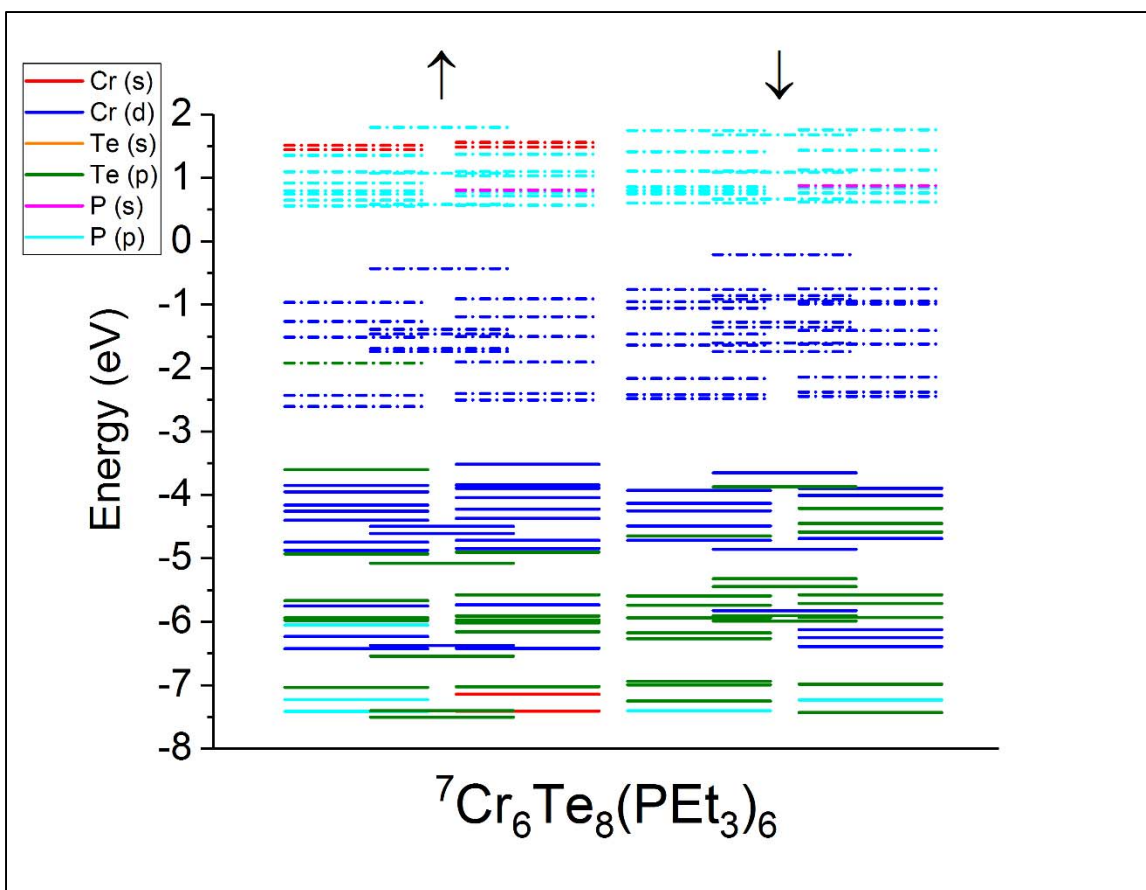 ↑ ↓
Cr (s)
Cr (d)
Te (s)
Te (p)
P (s)
P (p)
2
1
0
-1
-2
-3
-4
-5
-6
-7
-8
Energy (eV)
⁷Cr₆Te₈(PEt₃)₆